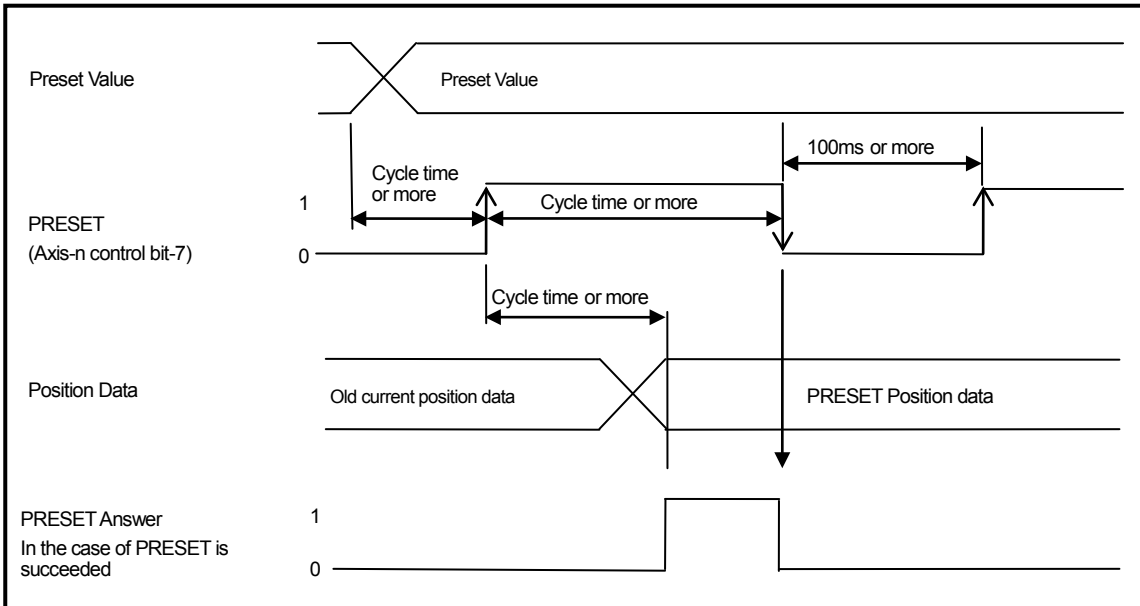 Preset Value
Preset Value
100ms or more
Cycle time
or more
Cycle time or more
1
PRESET
(Axis-n control bit-7)
0
Cycle time or more
Position Data
Old current position data
PRESET Position data
PRESET Answer
1
In the case of PRESET is
succeeded
0